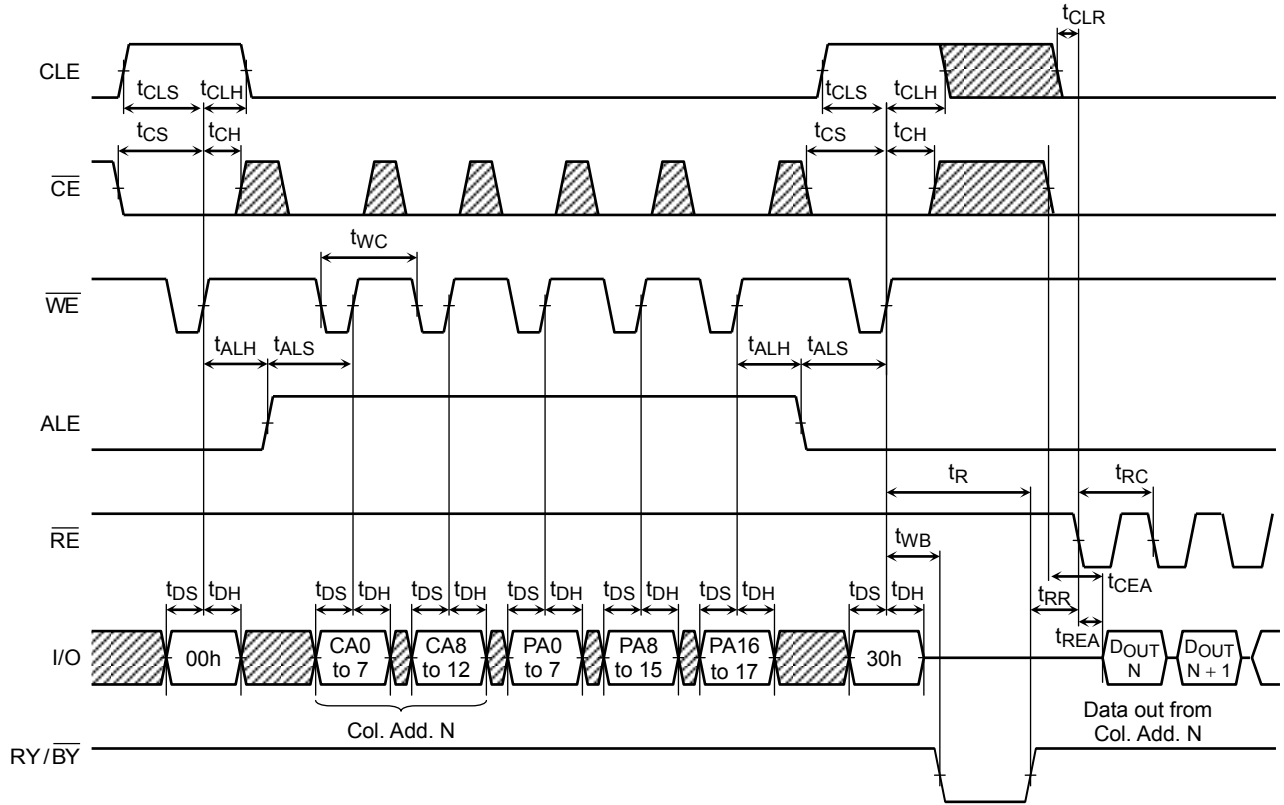 tCLR
CLE
tCLS tCLH tCLS tCLH
tCS tCH tCS tCH
CE
tWC
WE
tALH tALS tALH tALS
ALE
tR tRC
RE
tWB
tDS tDH tDS tDH tDS tDH tDS tDH tDS tDH tDS tDH tDS tDH tCEA
tRR
tREA
I/O 00h CA0 to 7 CA8 to 12 PA0 to 7 PA8 to 15 PA16 to 17 30h DOUT N DOUT N + 1
Col. Add. N
Data out from
Col. Add. N
RY/BY